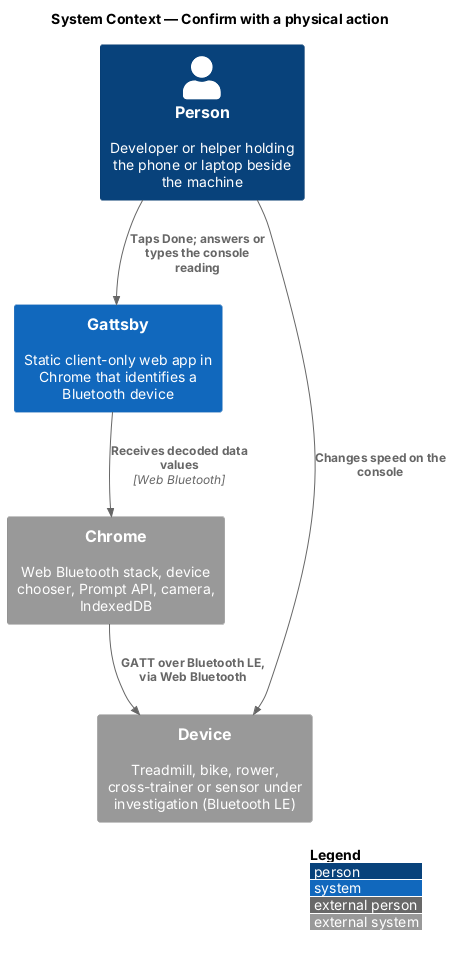 System Context — Confirm with a physical action
Person
Developer or helper holding
the phone or laptop beside
the machine
Taps Done; answers or
types the console
reading
Gattsby
Static client-only web app in
Chrome that identifies a
Bluetooth device
Receives decoded data
values
[Web Bluetooth]
Changes speed on the
console
Chrome
Web Bluetooth stack, device
chooser, Prompt API, camera,
IndexedDB
GATT over Bluetooth LE,
via Web Bluetooth
Device
Treadmill, bike, rower,
cross-trainer or sensor under
investigation (Bluetooth LE)
Legend
person
system
external person
external system